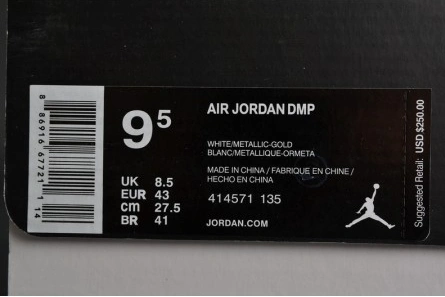 8 86916 67721 1 14
9⁵
UK 8.5
EUR 43
cm 27.5
BR 41
AIR JORDAN DMP
WHITE/METALLIC-GOLD
BLANC/METALLIQUE-ORMETA
MADE IN CHINA / FABRIQUE EN CHINE /
HECHO EN CHINA
414571 135
JORDAN.COM
Suggested Retail: USD $250.00